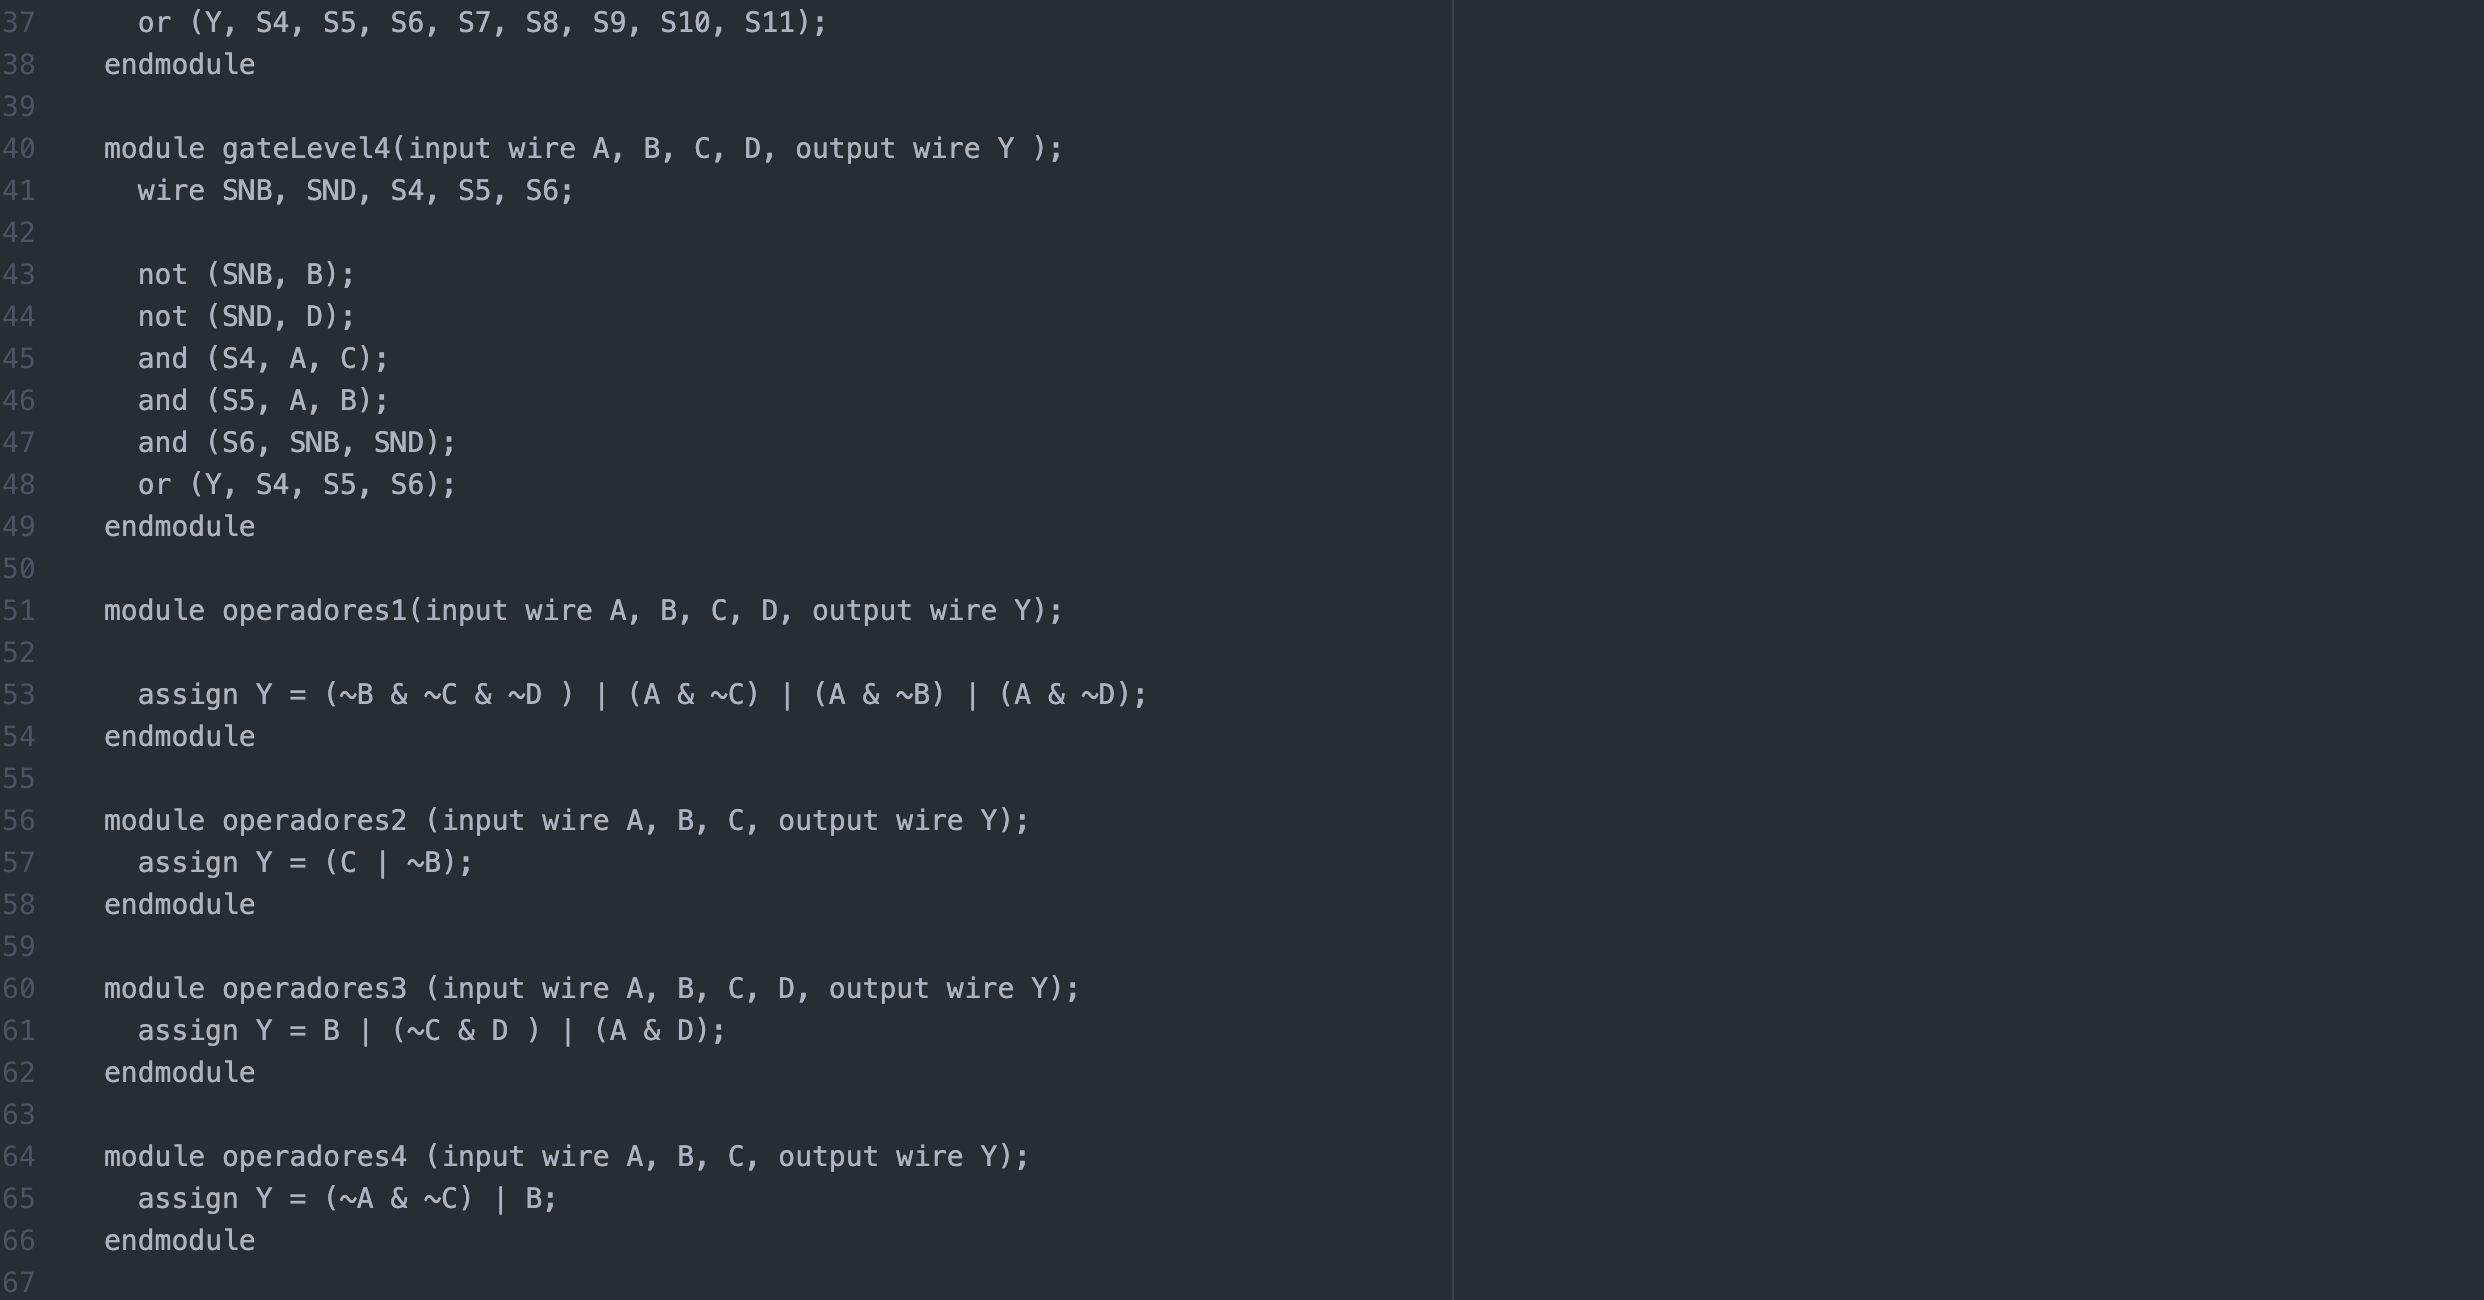 37 or (Y, S4, S5, S6, S7, S8, S9, S10, S11);
38 endmodule
39
40 module gateLevel4(input wire A, B, C, D, output wire Y );
41 wire SNB, SND, S4, S5, S6;
42
43 not (SNB, B);
44 not (SND, D);
45 and (S4, A, C);
46 and (S5, A, B);
47 and (S6, SNB, SND);
48 or (Y, S4, S5, S6);
49 endmodule
50
51 module operadores1(input wire A, B, C, D, output wire Y);
52
53 assign Y = (~B & ~C & ~D ) | (A & ~C) | (A & ~B) | (A & ~D);
54 endmodule
55
56 module operadores2 (input wire A, B, C, output wire Y);
57 assign Y = (C | ~B);
58 endmodule
59
60 module operadores3 (input wire A, B, C, D, output wire Y);
61 assign Y = B | (~C & D ) | (A & D);
62 endmodule
63
64 module operadores4 (input wire A, B, C, output wire Y);
65 assign Y = (~A & ~C) | B;
66 endmodule
67